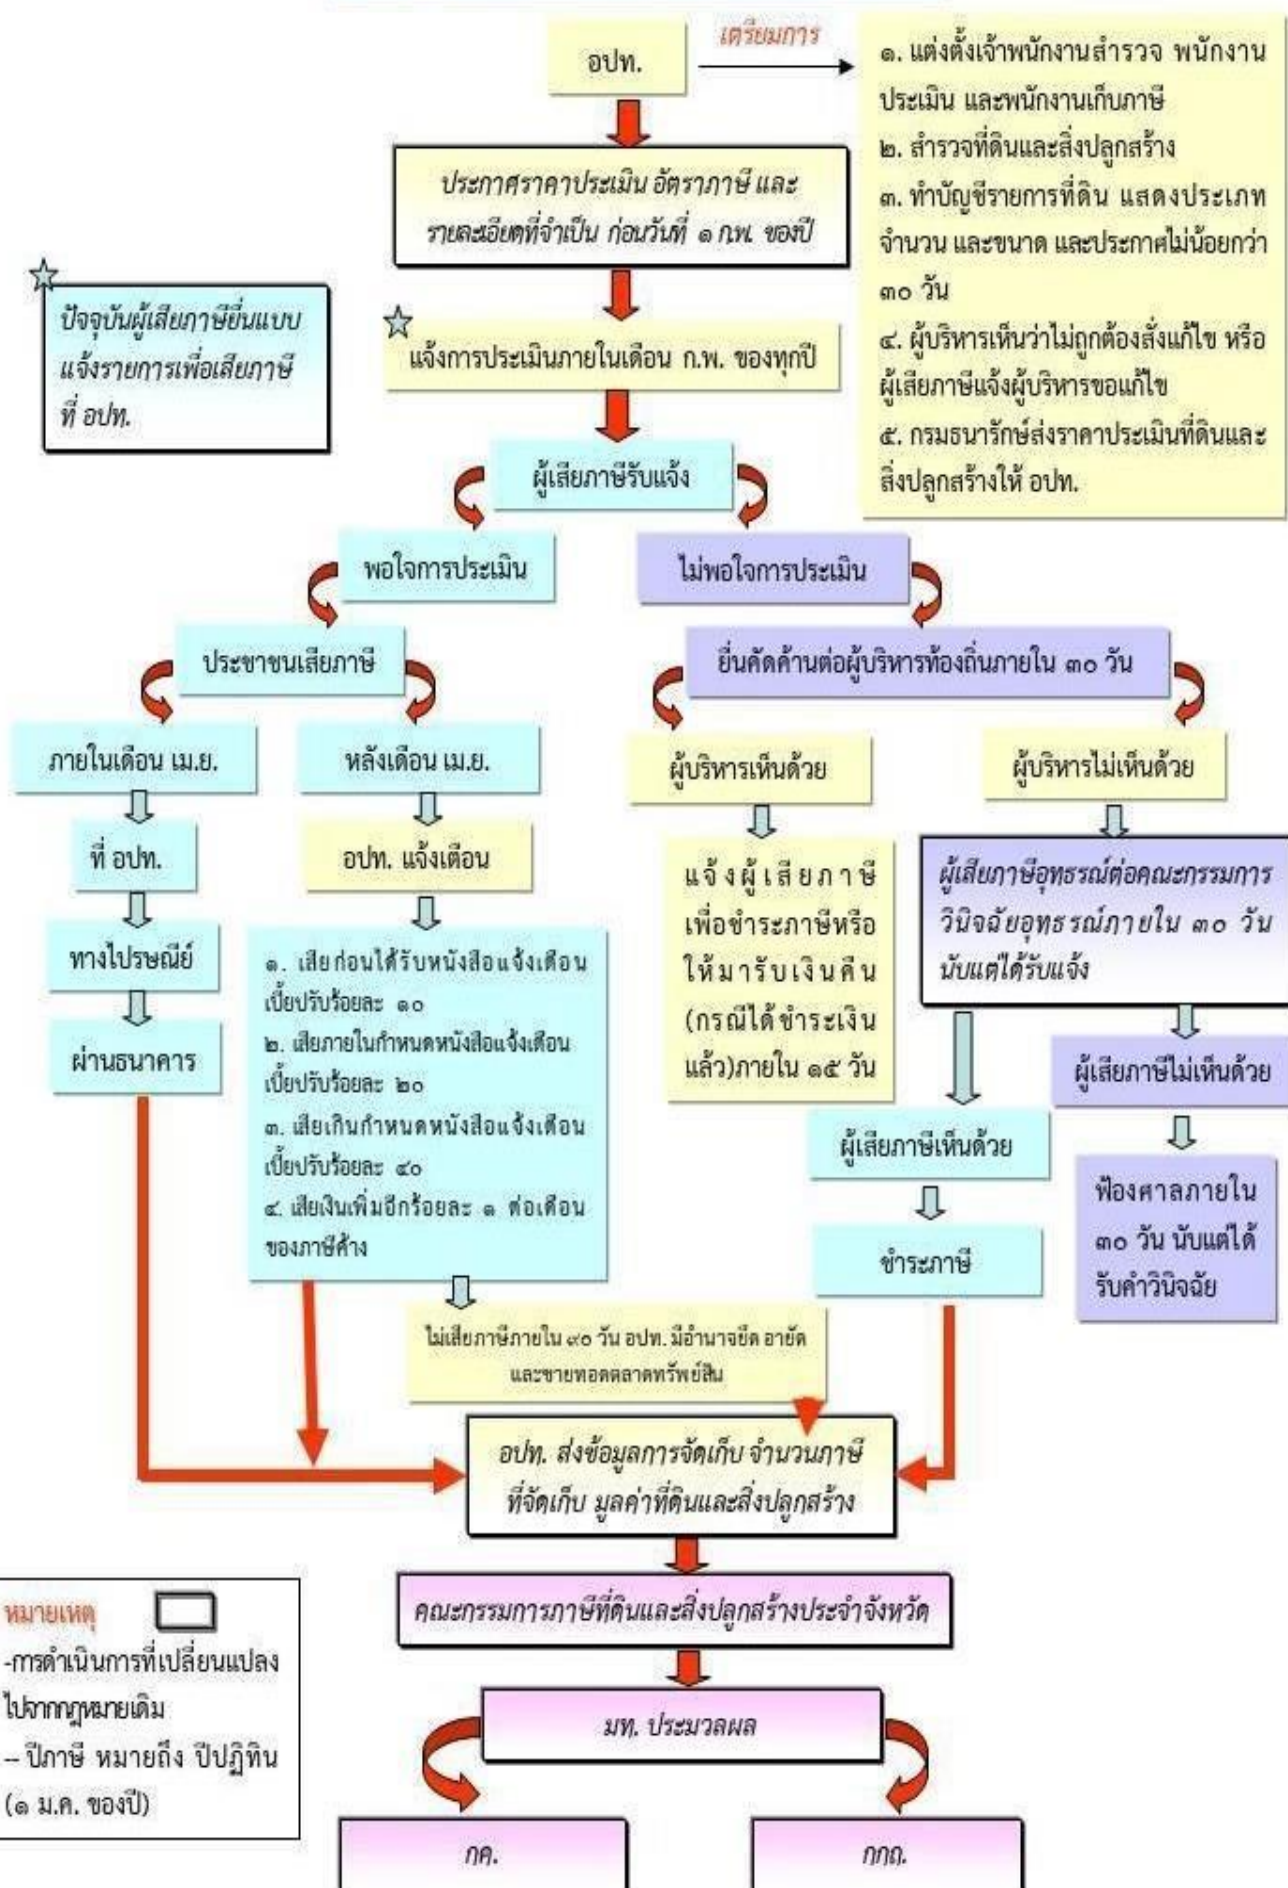 อปท.
เตรียมการ
๑. แต่งตั้งเจ้าพนักงานสำรวจ พนักงาน
ประเมิน และพนักงานเก็บภาษี
๒. สำรวจที่ดินและสิ่งปลูกสร้าง
๓. ทำบัญชีรายการที่ดิน แสดงประเภท
จำนวน และขนาด และประกาศไม่น้อยกว่า
๓๐ วัน
๔. ผู้บริหารเห็นว่าไม่ถูกต้องสั่งแก้ไข หรือ
ผู้เสียภาษีแจ้งผู้บริหารขอแก้ไข
๕. กรมธนารักษ์ส่งราคาประเมินที่ดินและ
สิ่งปลูกสร้างให้ อปท.
ประกาศราคาประเมิน อัตราภาษี และ
รายละเอียดที่จำเป็น ก่อนวันที่ ๑ ก.พ. ของปี
ปัจจุบันผู้เสียภาษียื่นแบบ
แจ้งรายการเพื่อเสียภาษี
ที่ อปท.
แจ้งการประเมินภายในเดือน ก.พ. ของทุกปี
ผู้เสียภาษีรับแจ้ง
พอใจการประเมิน
ไม่พอใจการประเมิน
ประชาชนเสียภาษี
ยื่นคัดค้านต่อผู้บริหารท้องถิ่นภายใน ๓๐ วัน
ภายในเดือน เม.ย.
หลังเดือน เม.ย.
ผู้บริหารเห็นด้วย
ผู้บริหารไม่เห็นด้วย
ที่ อปท.
อปท. แจ้งเตือน
ทางไปรษณีย์
ผ่านธนาคาร
๑. เสียก่อนได้รับหนังสือแจ้งเตือน
เบี้ยปรับร้อยละ ๑๐
๒. เสียภายในกำหนดหนังสือแจ้งเตือน
เบี้ยปรับร้อยละ ๒๐
๓. เสียเกินกำหนดหนังสือแจ้งเตือน
เบี้ยปรับร้อยละ ๔๐
๔. เสียเงินเพิ่มอีกร้อยละ ๑ ต่อเดือน
ของภาษีค้าง
แจ้งผู้เสียภาษี
เพื่อชำระภาษีหรือ
ให้มารับเงินคืน
(กรณีได้ชำระเงิน
แล้ว)ภายใน ๑๕ วัน
ผู้เสียภาษีอุทธรณ์ต่อคณะกรรมการ
วินิจฉัยอุทธรณ์ภายใน ๓๐ วัน
นับแต่ได้รับแจ้ง
ผู้เสียภาษีไม่เห็นด้วย
ผู้เสียภาษีเห็นด้วย
ฟ้องศาลภายใน
๓๐ วัน นับแต่ได้
รับคำวินิจฉัย
ชำระภาษี
ไม่เสียภาษีภายใน ๙๐ วัน อปท. มีอำนาจยึด อายัด
และขายทอดตลาดทรัพย์สิน
อปท. ส่งข้อมูลการจัดเก็บ จำนวนภาษี
ที่จัดเก็บ มูลค่าที่ดินและสิ่งปลูกสร้าง
คณะกรรมการภาษีที่ดินและสิ่งปลูกสร้างประจำจังหวัด
มท. ประมวลผล
กค.
กกถ.
หมายเหตุ
-การดำเนินการที่เปลี่ยนแปลง
ไปจากกฎหมายเดิม
– ปีภาษี หมายถึง ปีปฏิทิน
(๑ ม.ค. ของปี)